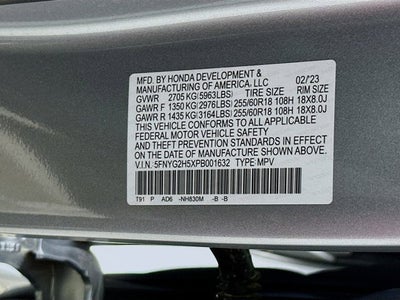 MFD. BY HONDA DEVELOPMENT & 02/'23
MANUFACTURING OF AMERICA, LLC
GVWR 2705 KG(5963LBS) TIRE SIZE RIM SIZE
GAWR F 1350 KG(2976LBS) 255/60R18 108H 18X8.0J
GAWR R 1435 KG(3164LBS) 255/60R18 108H 18X8.0J
THIS VEHICLE CONFORMS TO ALL APPLICABLE
FEDERAL MOTOR VEHICLE SAFETY
AND THEFT PREVENTION STANDARDS IN EFFECT
ON THE DATE OF MANUFACTURE SHOWN ABOVE.
V.I.N. 5FNYG2H5XPB001632 TYPE: MPV
T91 P AD6 -NH830M -B -B